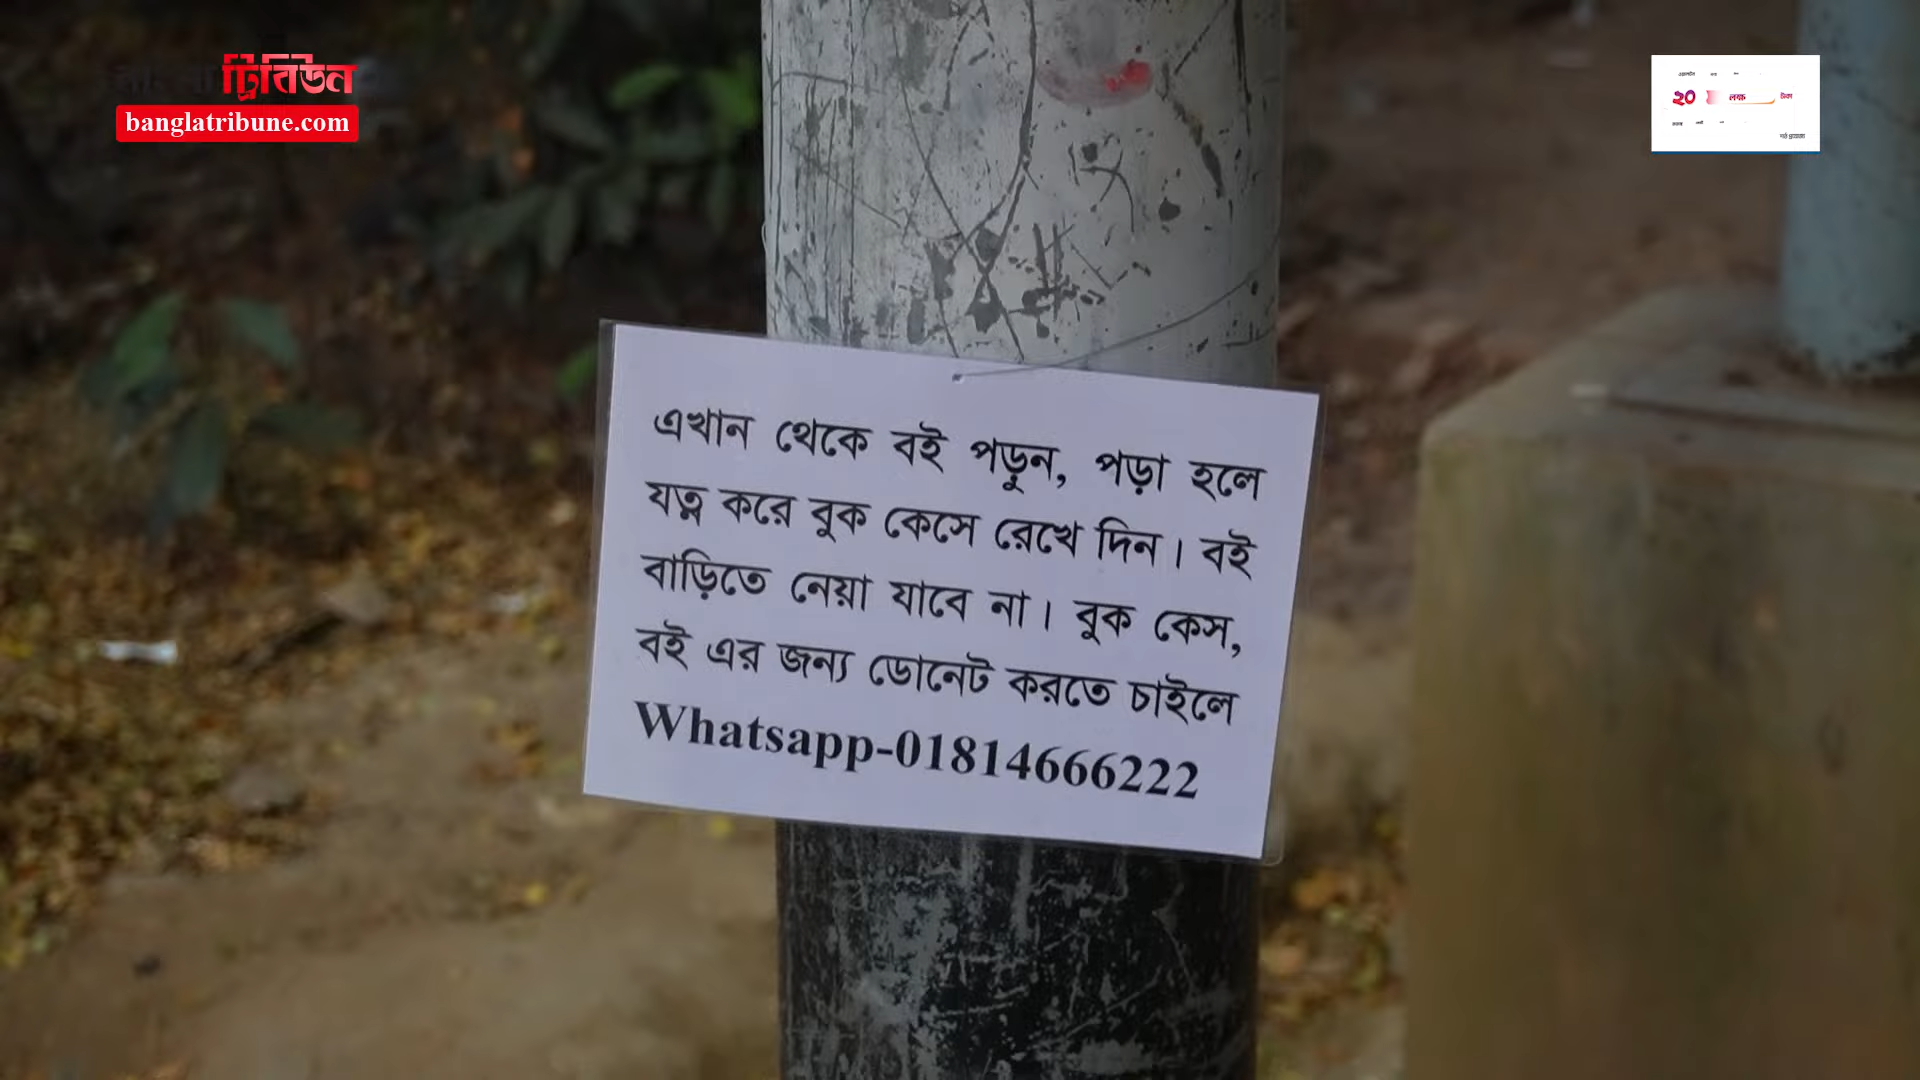 বাংলা ট্রিবিউন
banglatribune.com
২০ লক্ষ টাকা
এখান থেকে বই পড়ুন, পড়া হলে
যত্ন করে বুক কেসে রেখে দিন। বই
বাড়িতে নেয়া যাবে না। বুক কেস,
বই এর জন্য ডোনেট করতে চাইলে
Whatsapp-01814666222